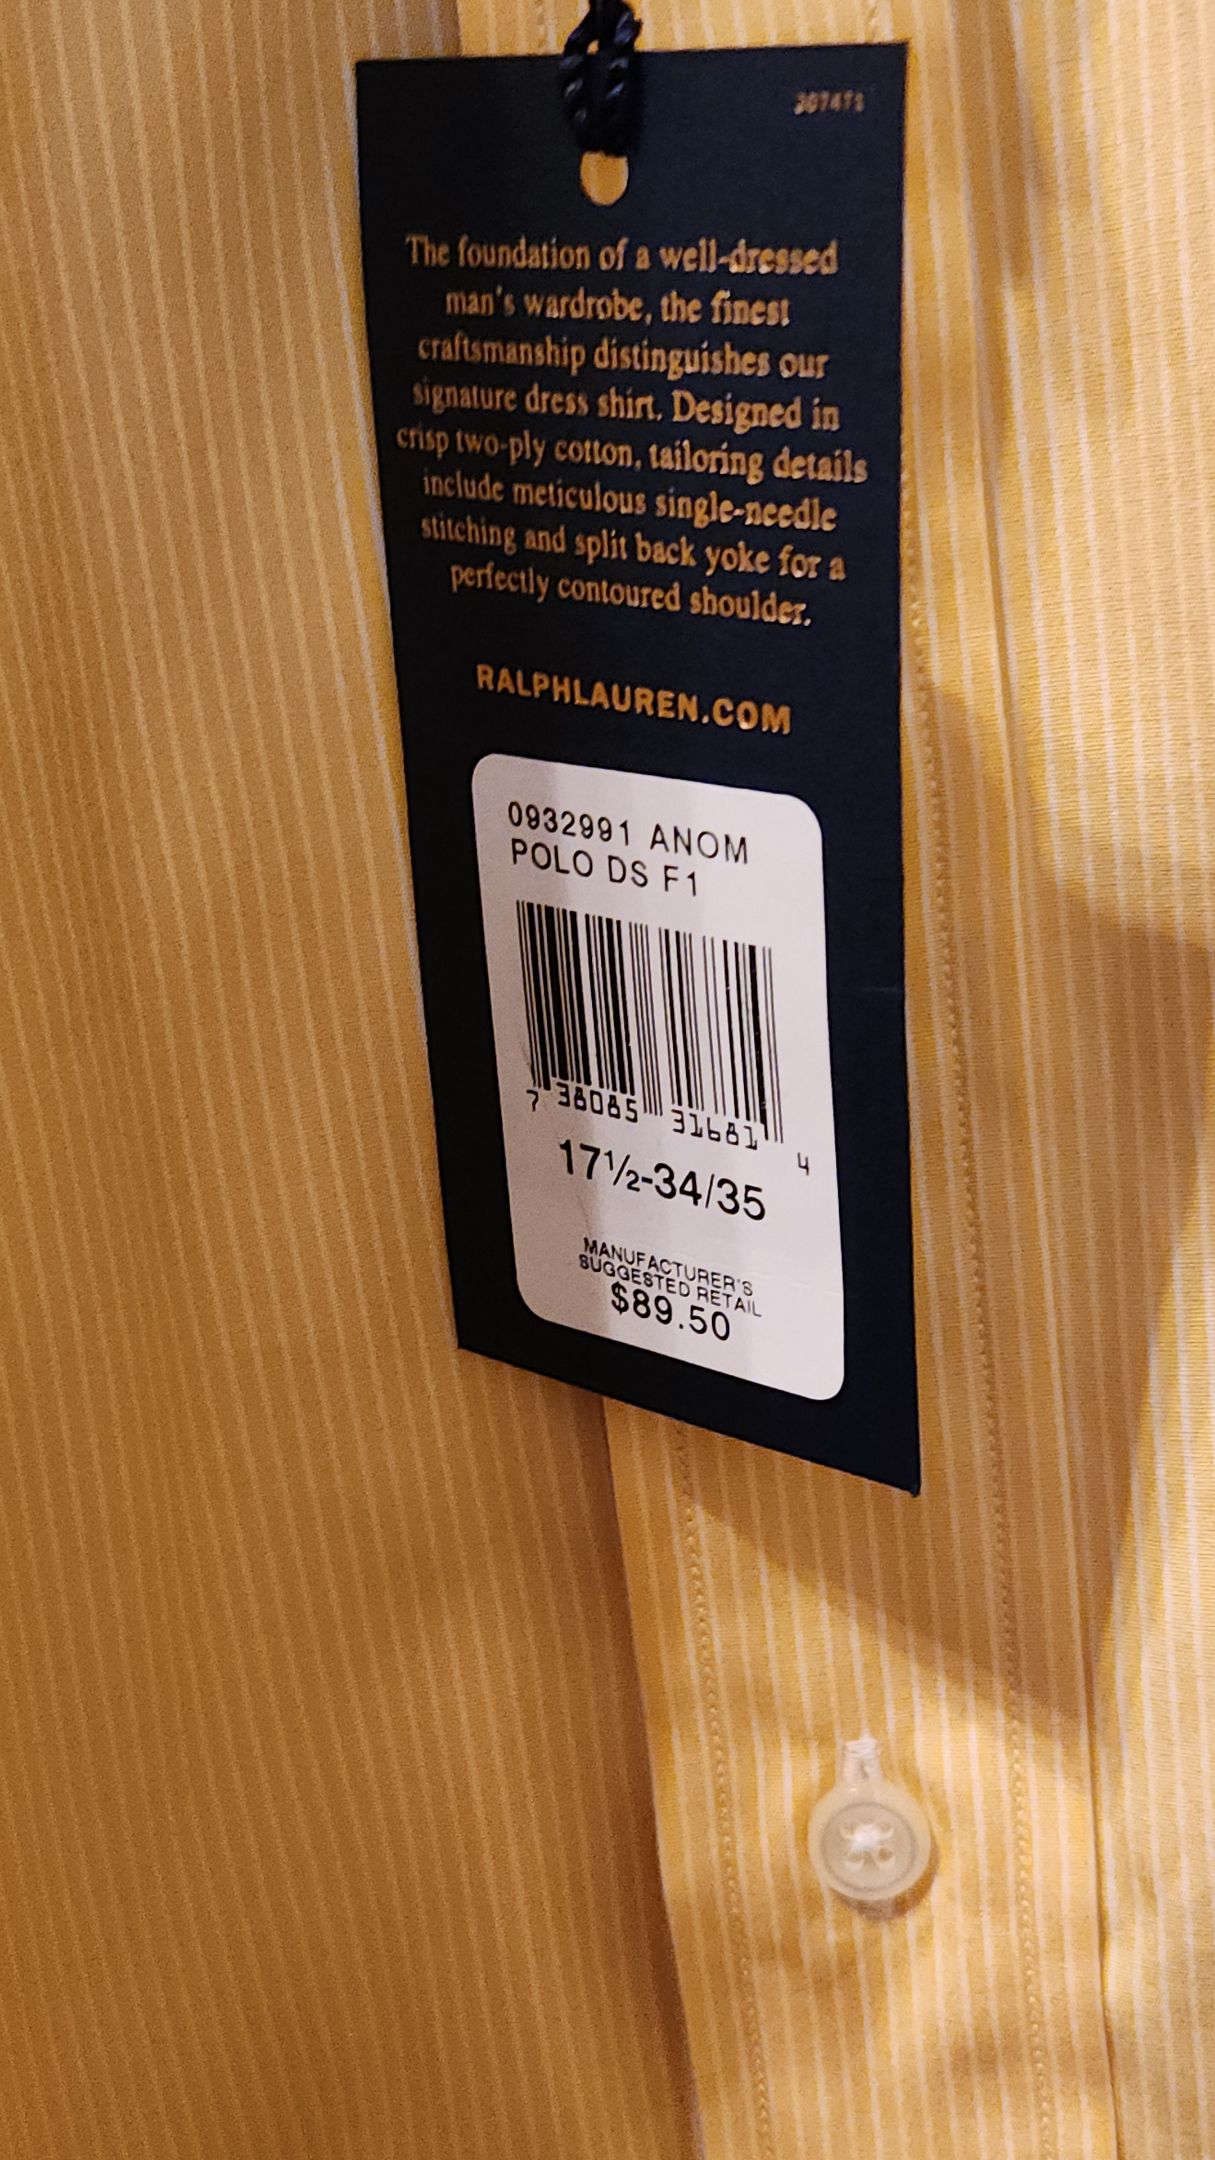 The foundation of a well-dressed
man's wardrobe, the finest
craftsmanship distinguishes our
signature dress shirt. Designed in
crisp two-ply cotton, tailoring details
include meticulous single-needle
stitching and split back yoke for a
perfectly contoured shoulder.
RALPHLAUREN.COM
0932991 ANOM
POLO DS F1
7 38085 31681 4
17½-34/35
MANUFACTURER'S
SUGGESTED RETAIL
$89.50